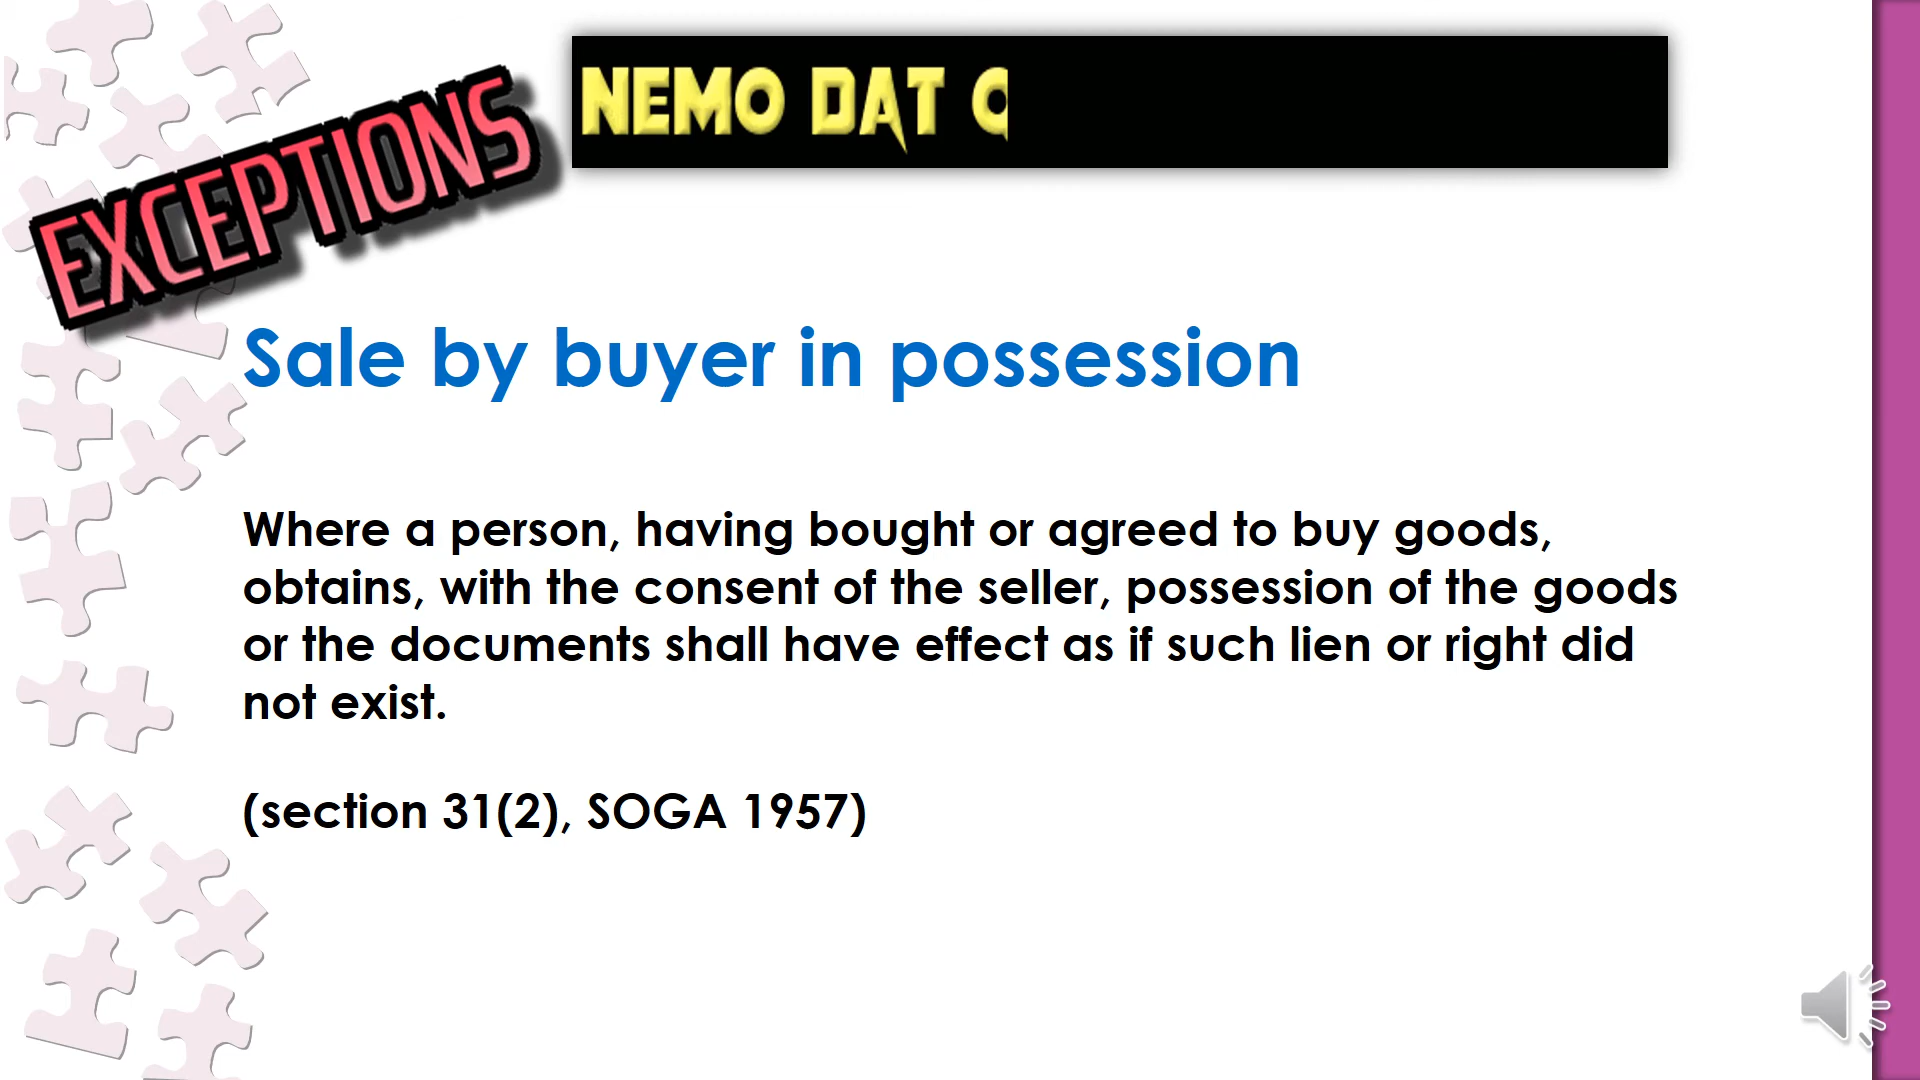 EXCEPTIONS
NEMO DAT
Sale by buyer in possession
Where a person, having bought or agreed to buy goods,
obtains, with the consent of the seller, possession of the goods
or the documents shall have effect as if such lien or right did
not exist.
(section 31(2), SOGA 1957)